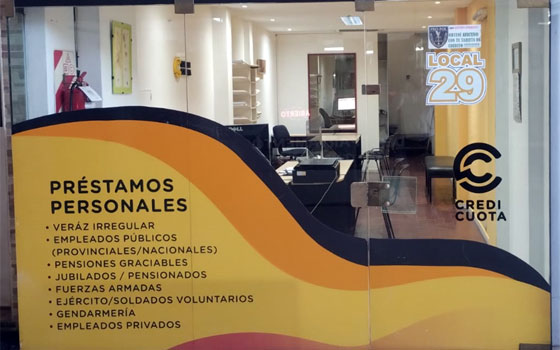 LOCAL
29
PRÉSTAMOS
PERSONALES
• VERÁZ IRREGULAR
• EMPLEADOS PÚBLICOS
(PROVINCIALES/NACIONALES)
• PENSIONES GRACIABLES
• JUBILADOS / PENSIONADOS
• FUERZAS ARMADAS
• EJÉRCITO/SOLDADOS VOLUNTARIOS
• GENDARMERÍA
• EMPLEADOS PRIVADOS
CREDI
CUOTA
DELL